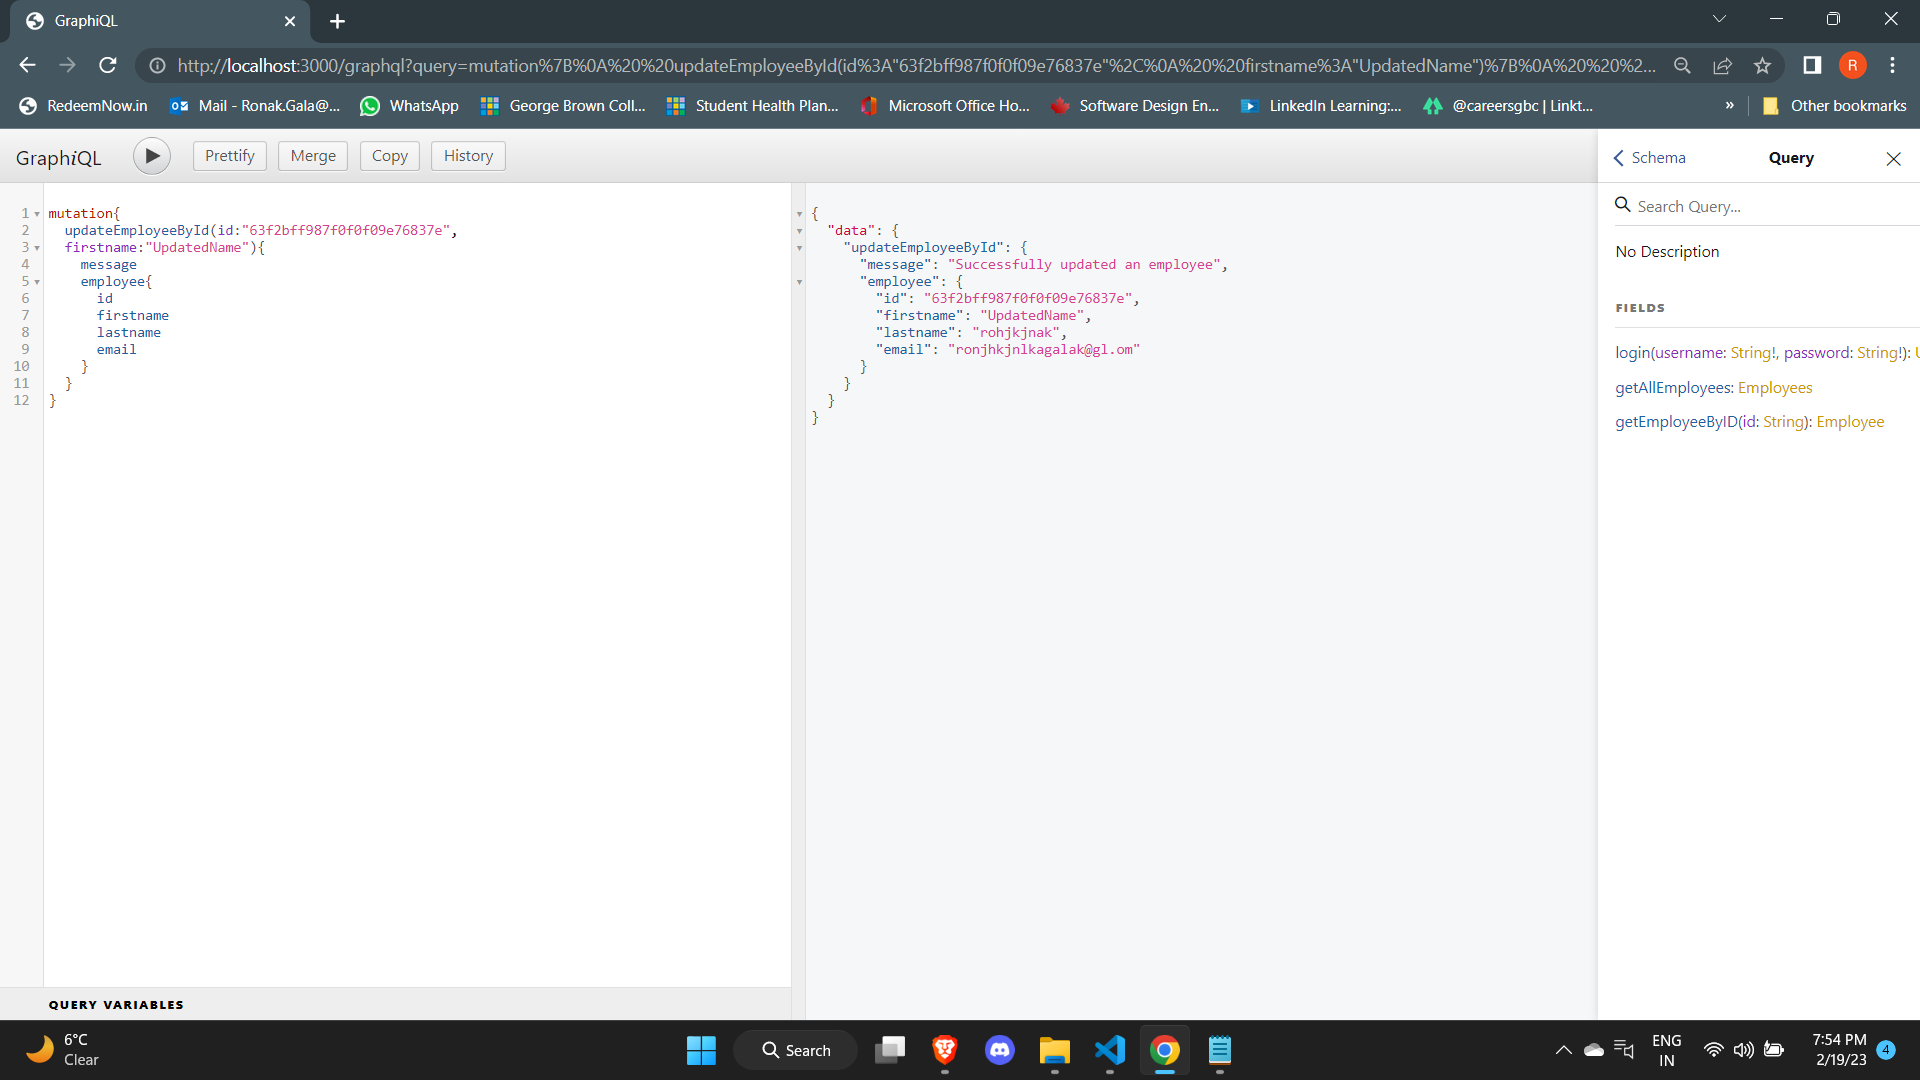 GraphiQL
http://localhost:3000/graphql?query=mutation%7B%0A%20%20updateEmployeeById(id%3A"63f2bff987f0f0f09e76837e"%2C%0A%20%20firstname%3A"UpdatedName")%7B%0A%20%20%2...
R
RedeemNow.in
Mail - Ronak.Gala@...
WhatsApp
George Brown Coll...
Student Health Plan...
Microsoft Office Ho...
Software Design En...
LinkedIn Learning:...
@careersgbc | Linkt...
»
Other bookmarks
GraphiQL
Prettify
Merge
Copy
History
Schema
Query
Search Query...
No Description
FIELDS
login(username: String!, password: String!): U
getAllEmployees: Employees
getEmployeeByID(id: String): Employee
1 mutation{
2 updateEmployeeById(id:"63f2bff987f0f0f09e76837e",
3 firstname:"UpdatedName"){
4 message
5 employee{
6 id
7 firstname
8 lastname
9 email
10 }
11 }
12 }
{
"data": {
"updateEmployeeById": {
"message": "Successfully updated an employee",
"employee": {
"id": "63f2bff987f0f0f09e76837e",
"firstname": "UpdatedName",
"lastname": "rohjkjnak",
"email": "ronjhkjnlkagalak@gl.om"
}
}
}
}
QUERY VARIABLES
6°C
Clear
Search
ENG
IN
7:54 PM
2/19/23
4